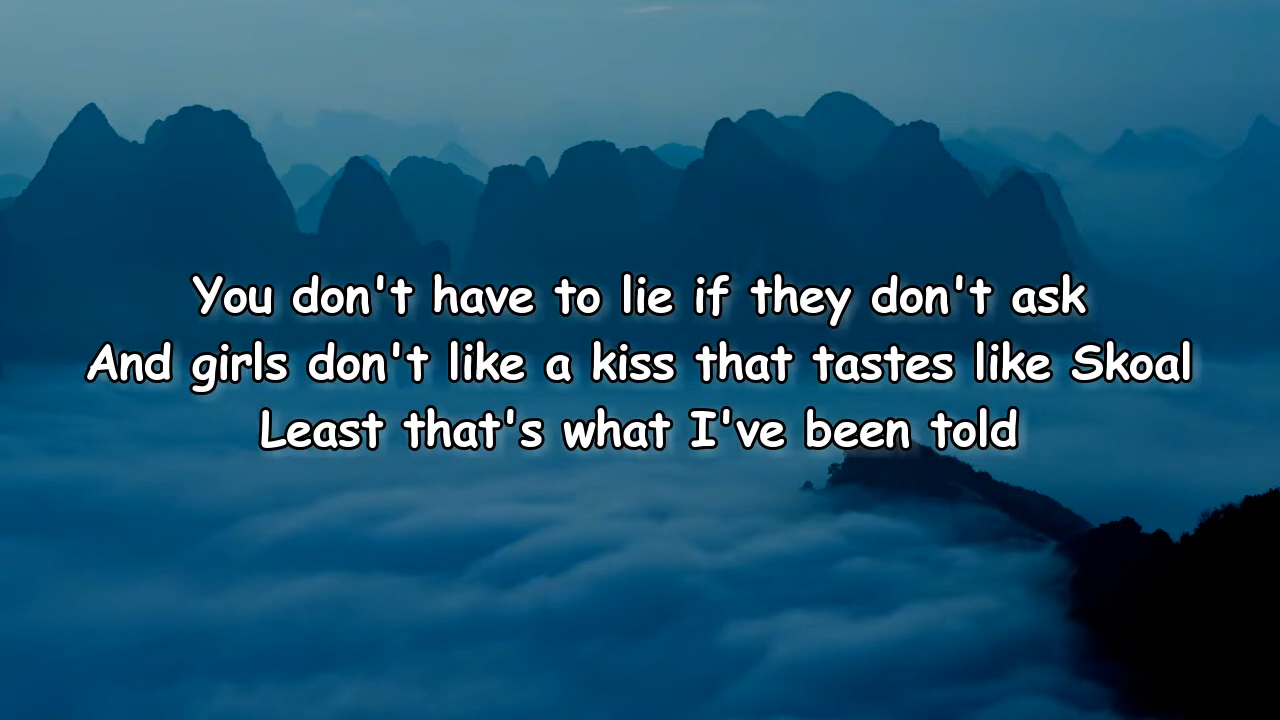 You don't have to lie if they don't ask
And girls don't like a kiss that tastes like Skoal
Least that's what I've been told